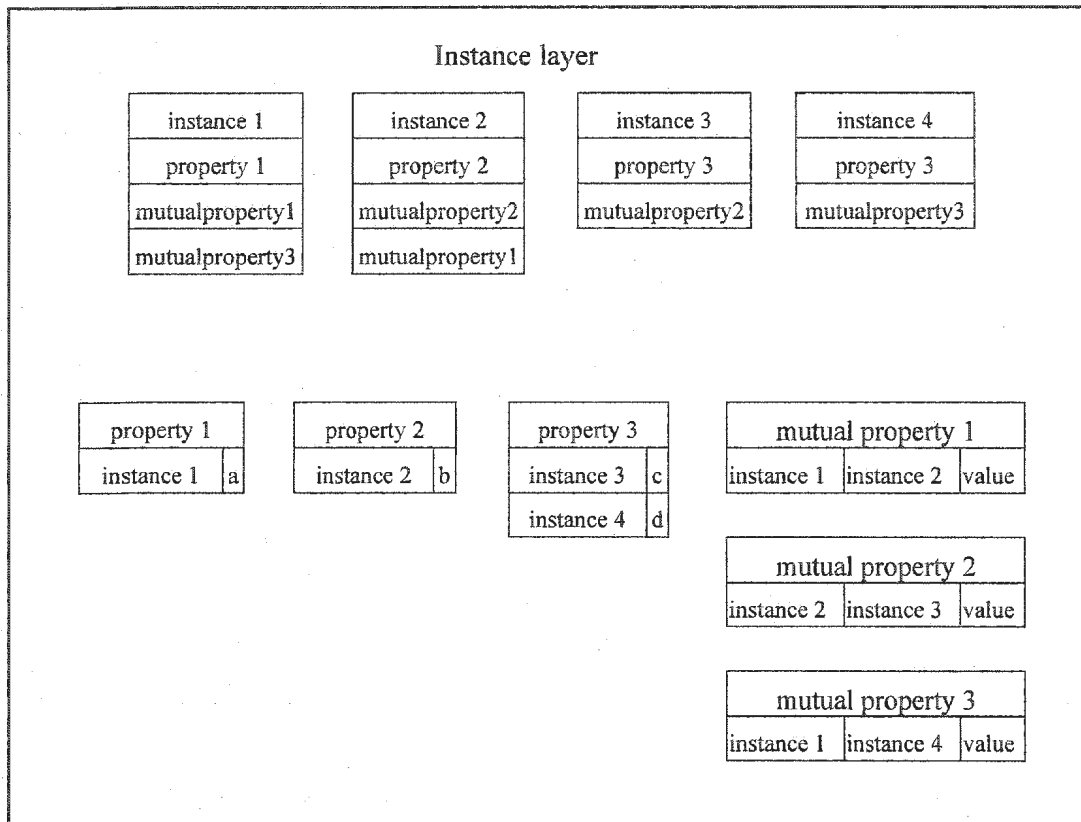 Instance layer
instance 1 instance 2 instance 3 instance 4
property 1 property 2 property 3 property 3
mutualproperty1 mutualproperty2 mutualproperty2 mutualproperty3
mutualproperty3 mutualproperty1
property 1 property 2 property 3 mutual property 1
instance 1 a instance 2 b instance 3 c instance 1 instance 2 value
instance 4 d
mutual property 2
instance 2 instance 3 value
mutual property 3
instance 1 instance 4 value